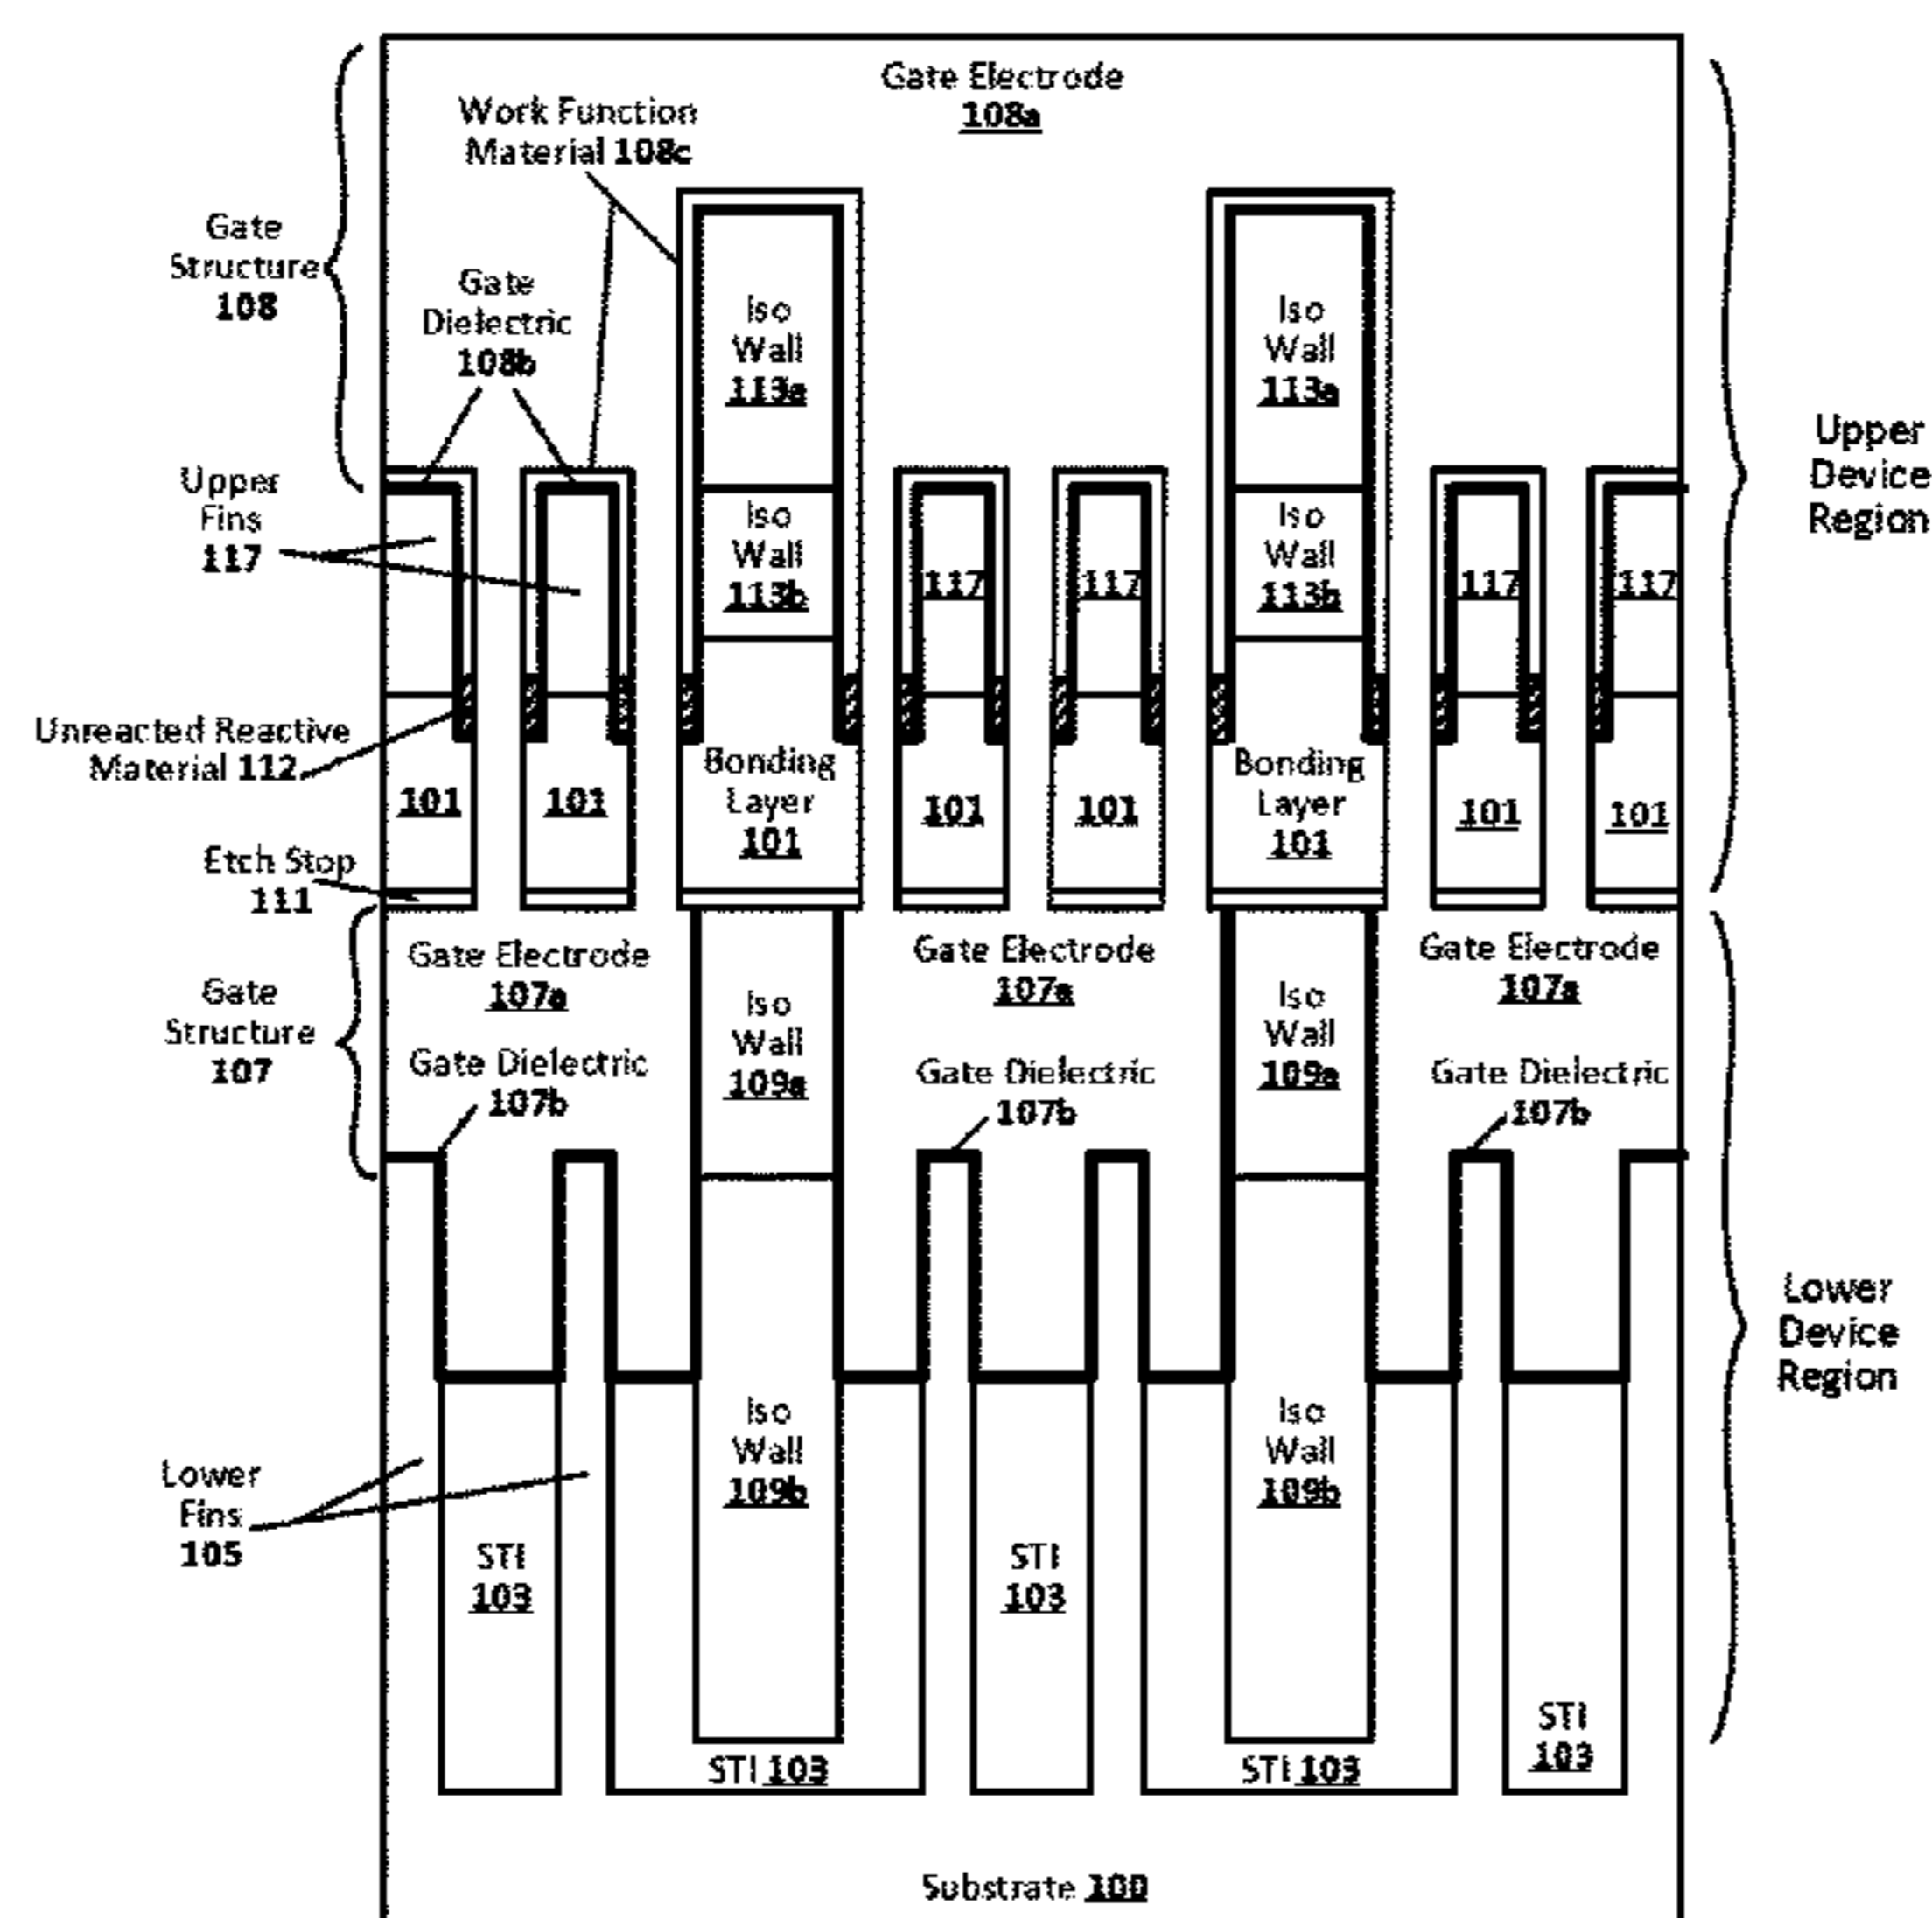 Gate Electrode
108a
Work Function
Material 108c
Gate
Structure
108
Gate
Dielectric
108b
Iso
Wall
113a
Iso
Wall
113a
Upper
Device
Region
Upper
Fins
117
Iso
Wall
113b
117
117
Iso
Wall
113b
117
117
Unreacted Reactive
Material 112
101
101
Bonding
Layer
101
101
101
Bonding
Layer
101
101
101
Etch Stop
111
Gate Electrode
107a
Gate Electrode
107a
Gate Electrode
107a
Gate
Structure
107
Iso
Wall
109a
Iso
Wall
109a
Gate Dielectric
107b
Gate Dielectric
107b
Gate Dielectric
107b
Lower
Device
Region
Iso
Wall
109b
Iso
Wall
109b
Lower
Fins
105
STI
103
STI
103
STI
103
STI 103
STI 103
Substrate 100